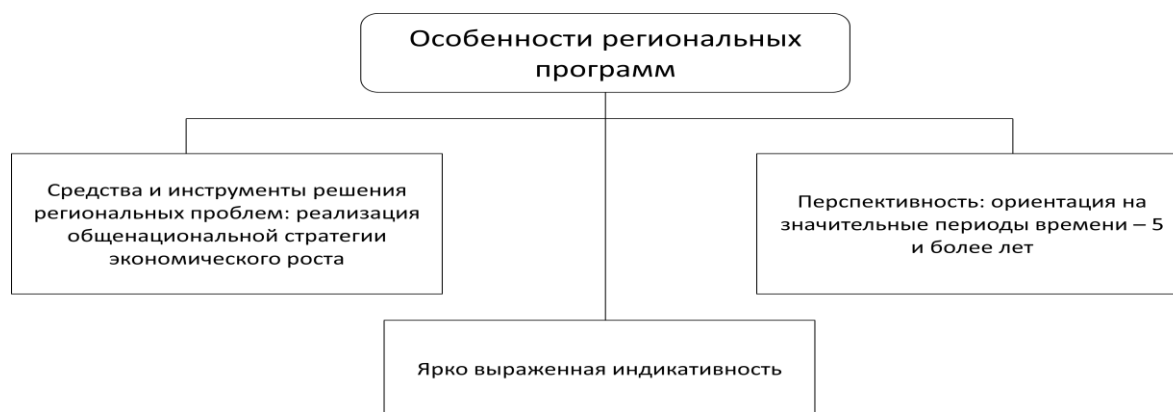 Особенности региональных
программ
Средства и инструменты решения
региональных проблем: реализация
общенациональной стратегии
экономического роста
Перспективность: ориентация на
значительные периоды времени – 5
и более лет
Ярко выраженная индикативность